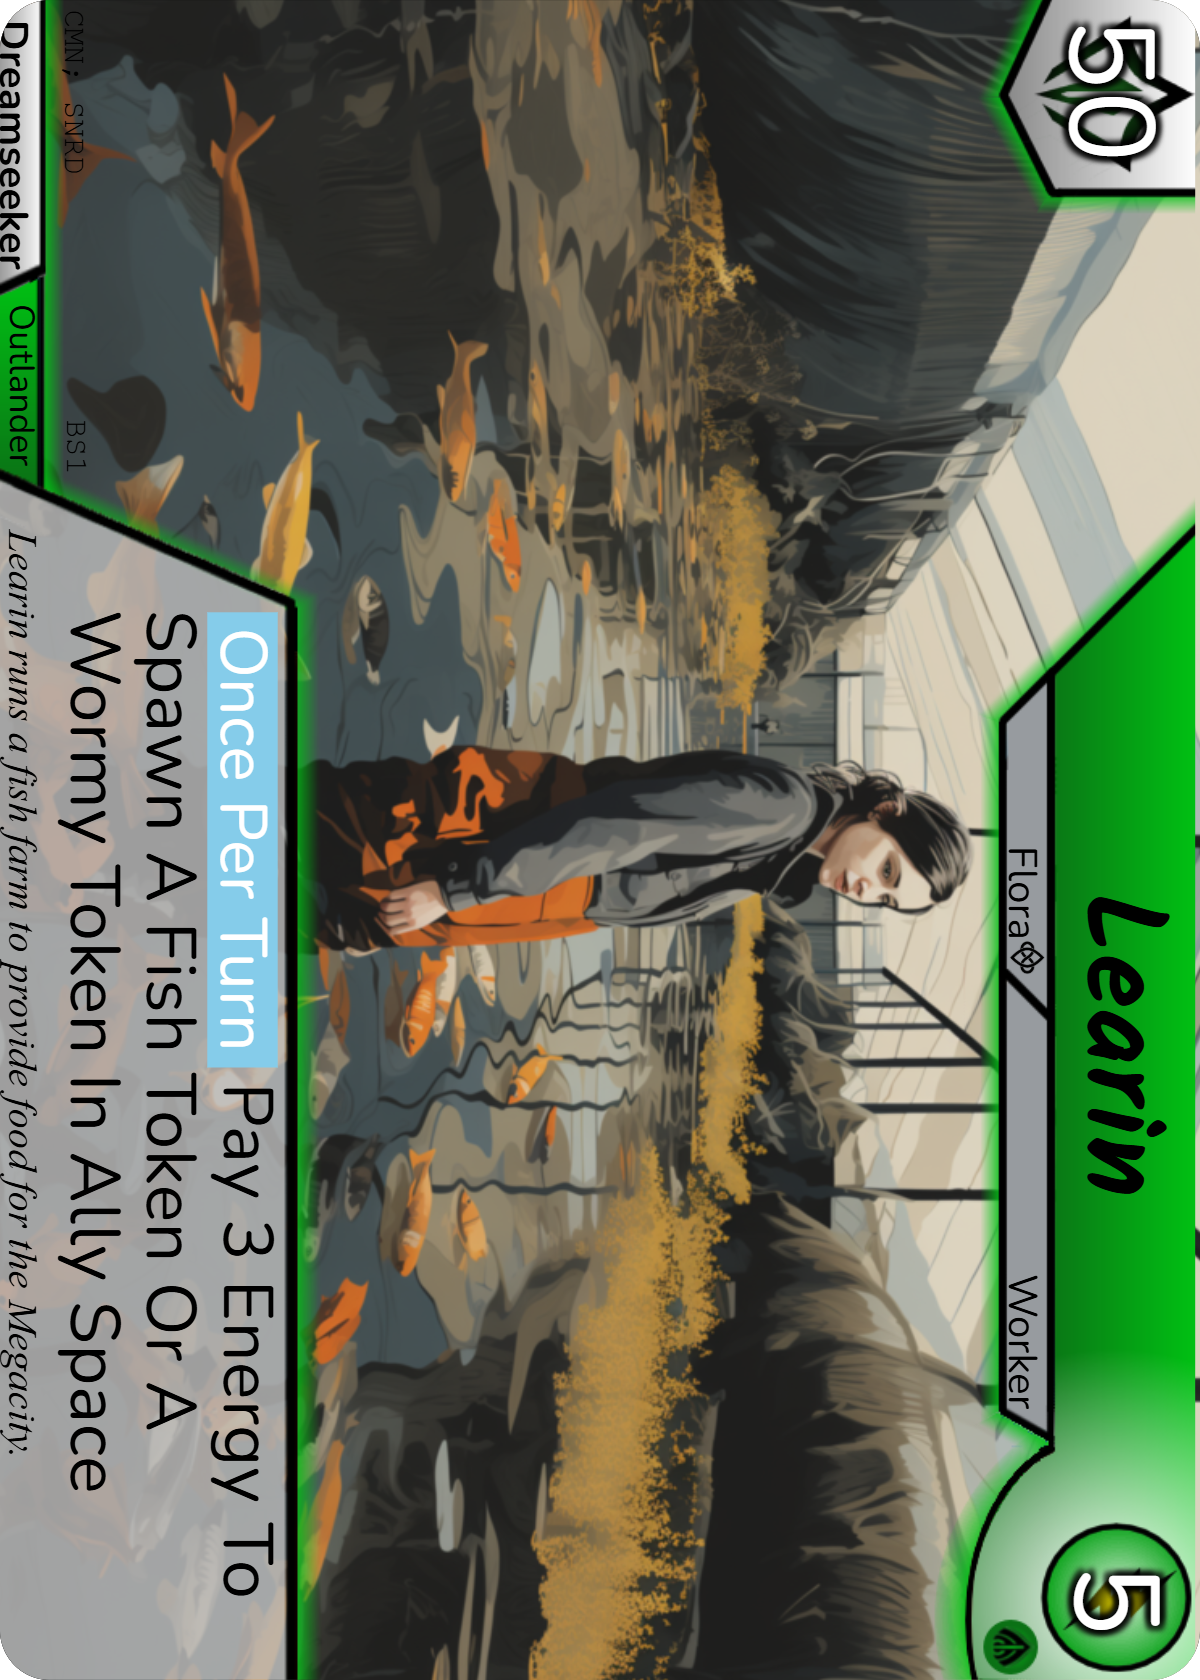 50
Learin
5
Flora
Worker
CMN; SNRD
BS1
Dreamseeker
Outlander
Once Per Turn Pay 3 Energy To
Spawn A Fish Token Or A
Wormy Token In Ally Space
Learin runs a fish farm to provide food for the Megacity.